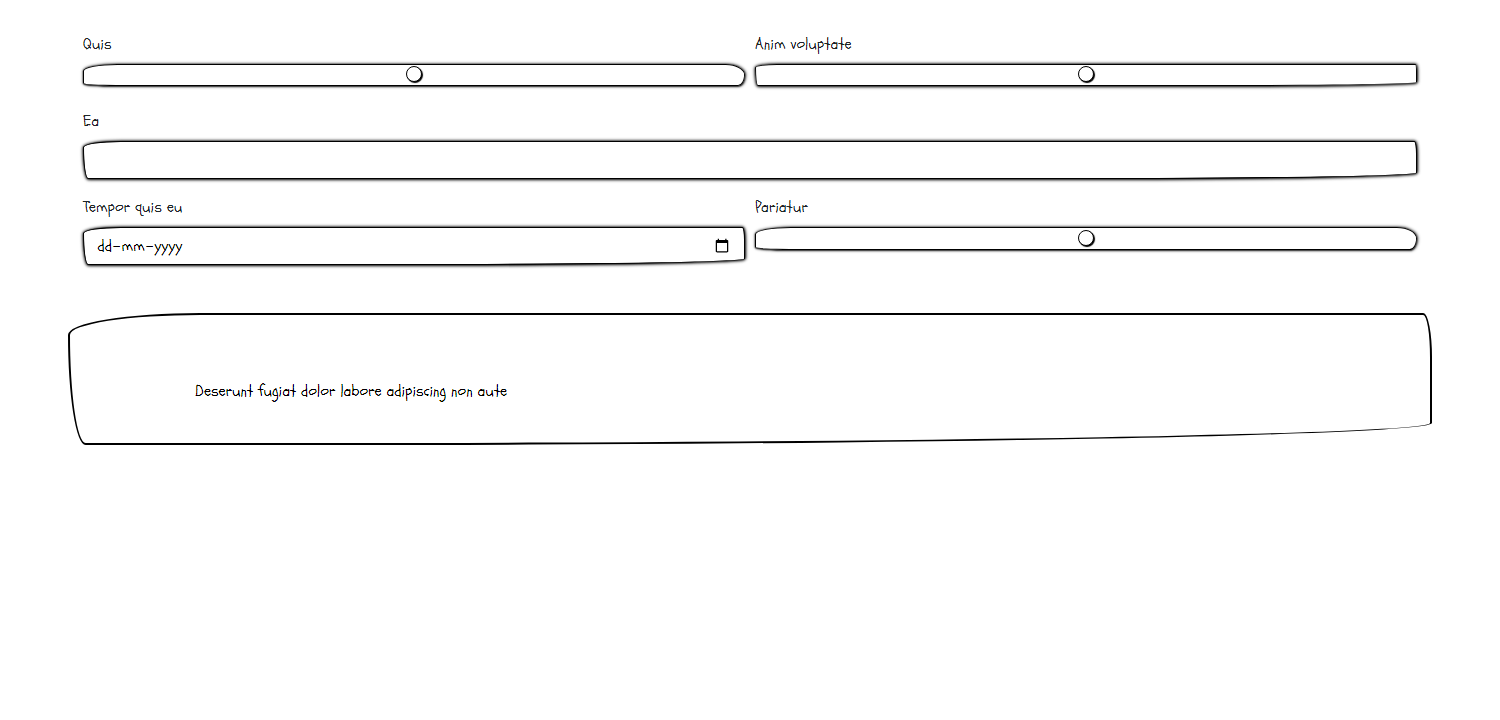 Quis
Anim voluptate
Ea
Tempor quis eu
Pariatur
dd-mm-yyyy
Deserunt fugiat dolor labore adipiscing non aute